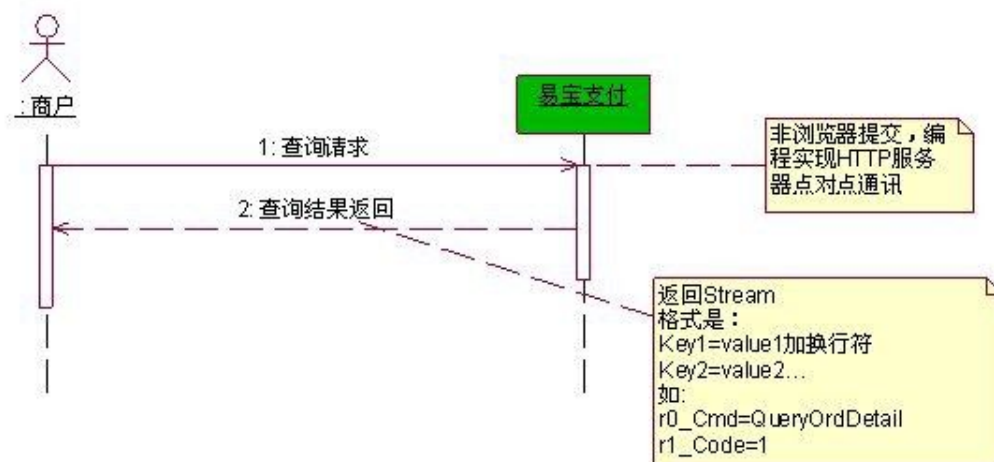 : 商户
易宝支付
1: 查询请求
非浏览器提交，编
程实现HTTP服务
器点对点通讯
2: 查询结果返回
返回Stream
格式是：
Key1=value1加换行符
Key2=value2...
如:
r0_Cmd=QueryOrdDetail
r1_Code=1